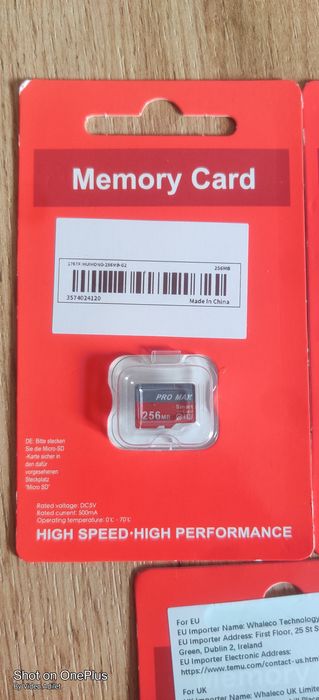 Memory Card
256MB
3574024120
Made in China
PRO MAK
Smart
256MB
DE: Bitte stecken
Sie die Micro-SD
-Karte sicher in
den dafür
vorgesehenen
Steckplatz
"Micro SD"
Rated voltage: DC5V
Rated current: 500mA
Operating temperature: 0℃ - 70℃
HIGH SPEED·HIGH PERFORMANCE
For EU
EU Importer Name: Whaleco Technology
EU Importer Address: First Floor, 25 St S
Green, Dublin 2, Ireland
EU Importer Electronic Address:
https://www.temu.com/contact-us.htm
For UK
UK Importer Name: Whaleco UK Limite
Shot on OnePlus